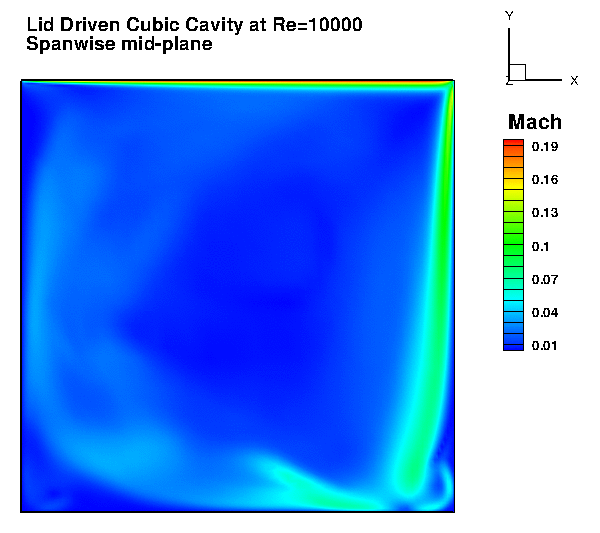 Lid Driven Cubic Cavity at Re=10000
Spanwise mid-plane
Y
Z
X
Mach
0.19
0.16
0.13
0.1
0.07
0.04
0.01